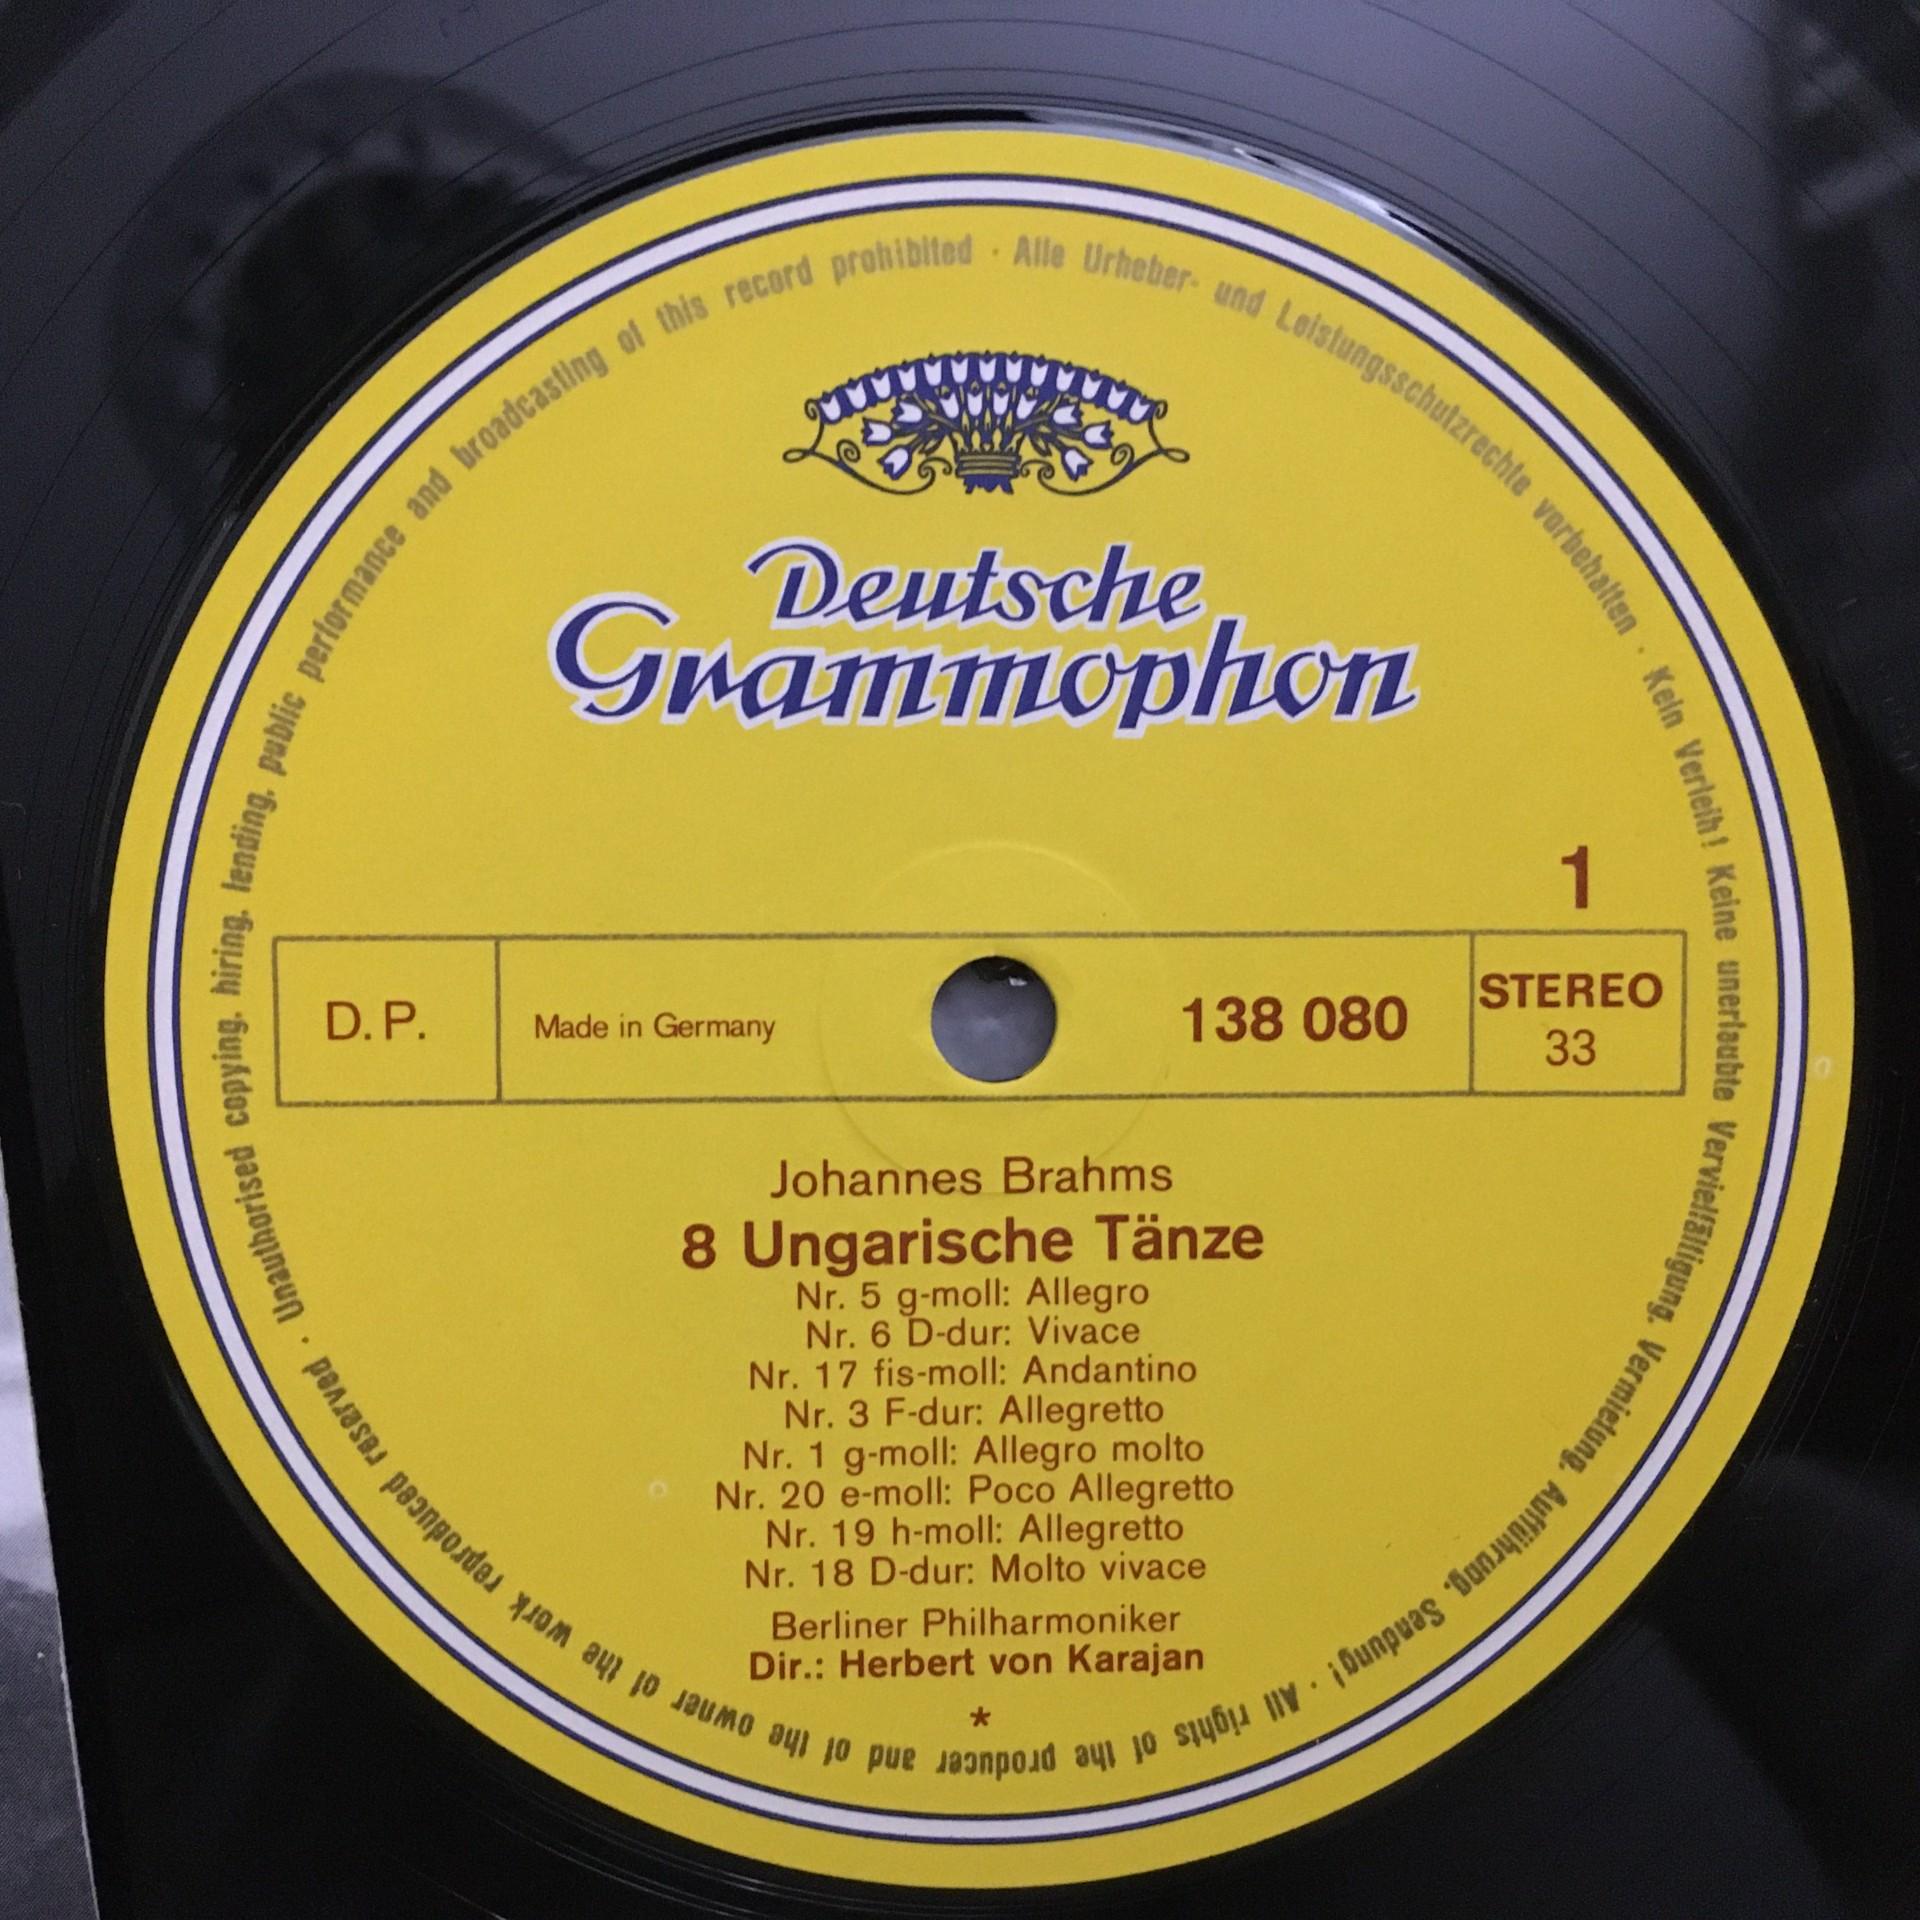 Deutsche
Grammophon
1
D. P.
Made in Germany
138 080
STEREO
33
Johannes Brahms
8 Ungarische Tänze
Nr. 5 g-moll: Allegro
Nr. 6 D-dur: Vivace
Nr. 17 fis-moll: Andantino
Nr. 3 F-dur: Allegretto
Nr. 1 g-moll: Allegro molto
Nr. 20 e-moll: Poco Allegretto
Nr. 19 h-moll: Allegretto
Nr. 18 D-dur: Molto vivace
Berliner Philharmoniker
Dir.: Herbert von Karajan
*
Alle Urheber- und Leistungsschutzrechte vorbehalten · Kein Verleih! Keine unerlaubte Vervielfältigung, Vermietung, Aufführung, Sendung! · All rights of the producer and of the owner of the work reproduced reserved · Unauthorised copying, hiring, lending, public performance and broadcasting of this record prohibited ·